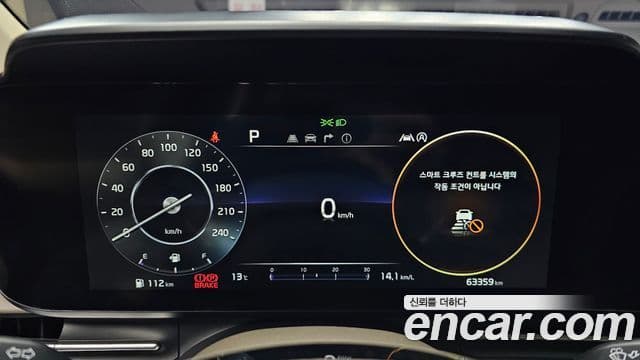 P
100 120 140
80 160
60 180
40 200
20 220
0 240
km/h
E F
112 km
BRAKE
0 km/h
13°C
0 10 20 30
14.1 km/L
스마트 크루즈 컨트롤 시스템의
작동 조건이 아닙니다
63359 km
신뢰를 더하다
encar.com